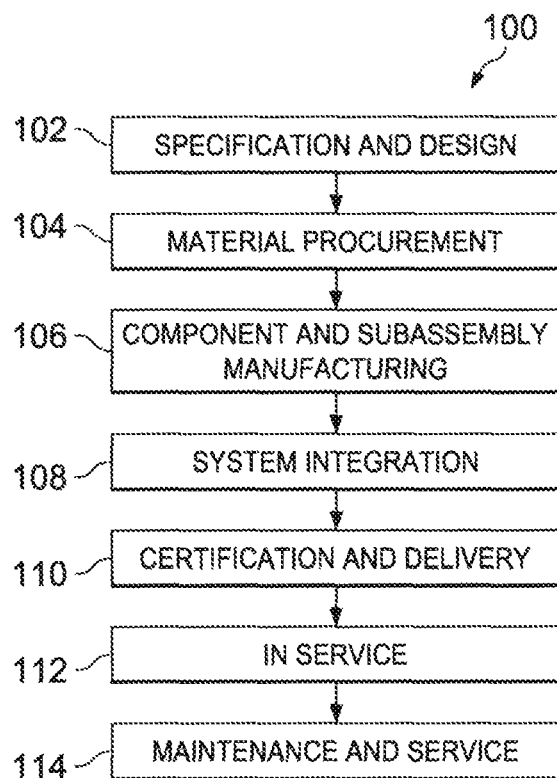 100
102
SPECIFICATION AND DESIGN
104
MATERIAL PROCUREMENT
106
COMPONENT AND SUBASSEMBLY
MANUFACTURING
108
SYSTEM INTEGRATION
110
CERTIFICATION AND DELIVERY
112
IN SERVICE
114
MAINTENANCE AND SERVICE